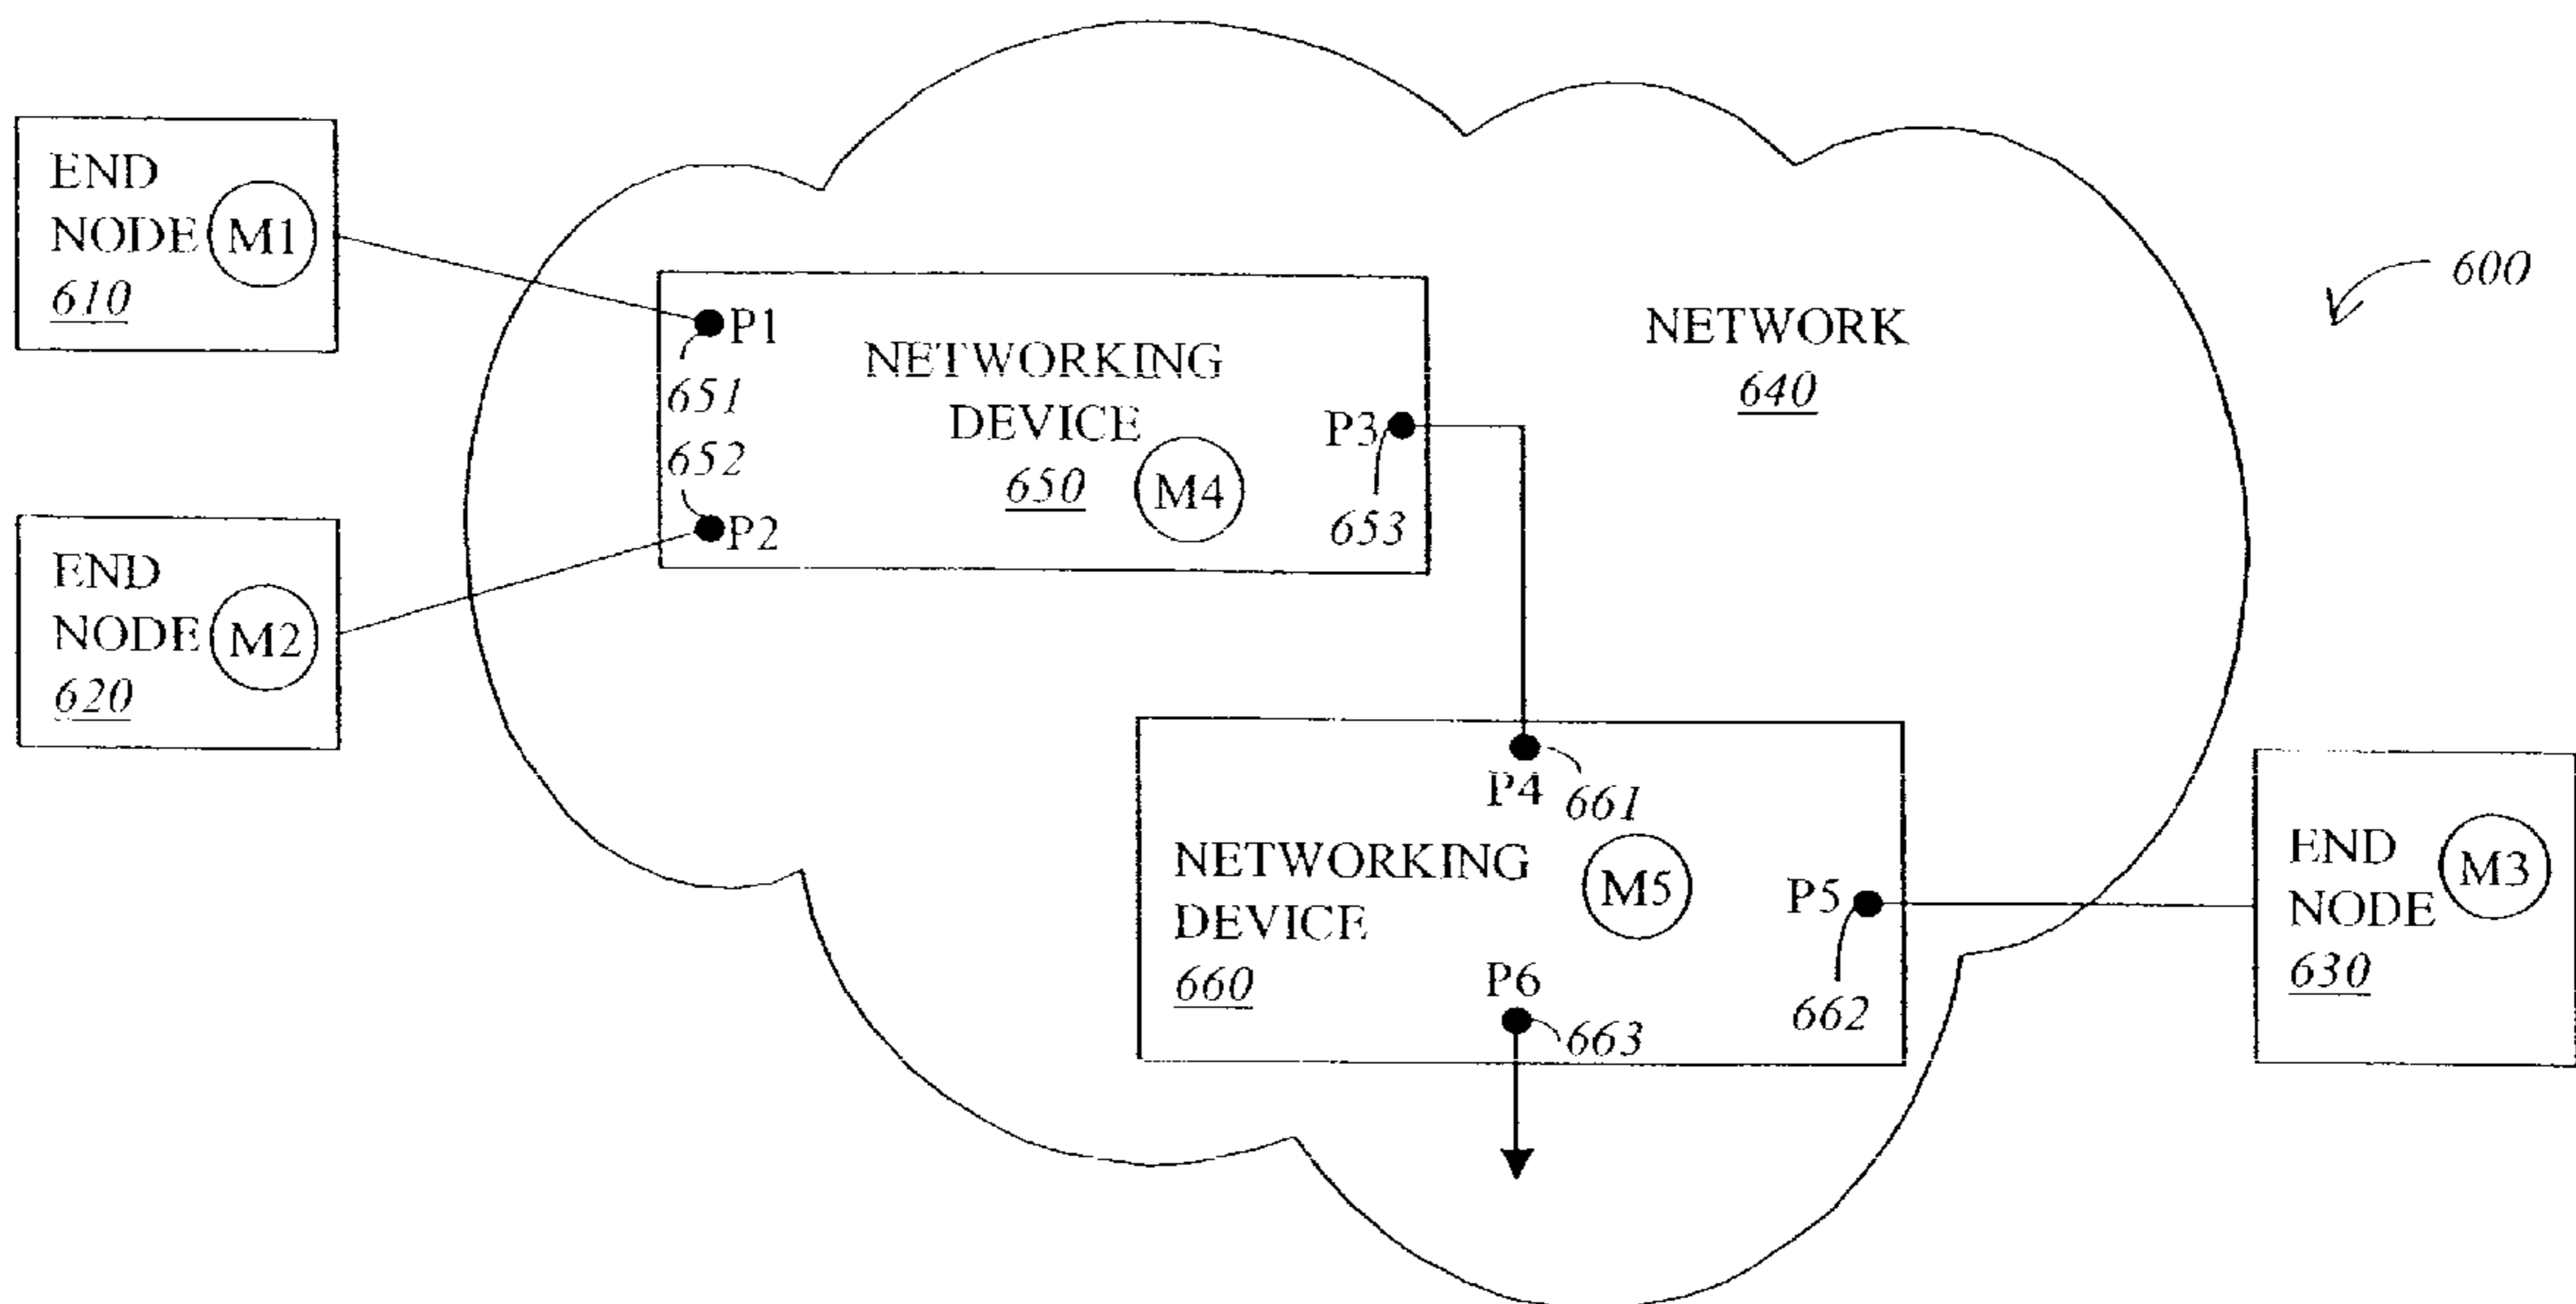 END
NODE M1
610
P1
651
NETWORKING
DEVICE
650
M4
652
P2
P3
653
NETWORK
640
600
END
NODE M2
620
P4
661
NETWORKING
DEVICE
660
M5
P5
662
P6
663
END
NODE M3
630